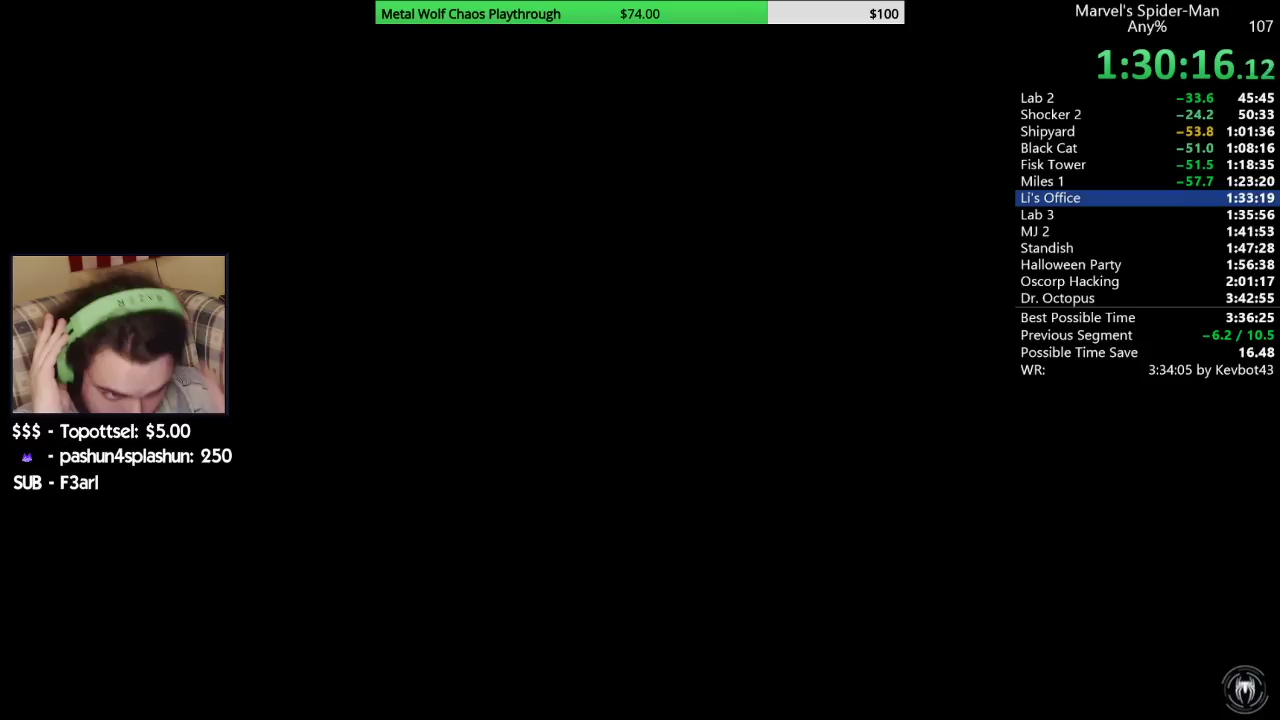 Metal Wolf Chaos Playthrough $74.00 $100
Marvel's Spider-Man
Any% 107
1:30:16.12
Lab 2 −33.6 45:45
Shocker 2 −24.2 50:33
Shipyard −53.8 1:01:36
Black Cat −51.0 1:08:16
Fisk Tower −51.5 1:18:35
Miles 1 −57.7 1:23:20
Li's Office 1:33:19
Lab 3 1:35:56
MJ 2 1:41:53
Standish 1:47:28
Halloween Party 1:56:38
Oscorp Hacking 2:01:17
Dr. Octopus 3:42:55
Best Possible Time 3:36:25
Previous Segment −6.2 / 10.5
Possible Time Save 16.48
WR: 3:34:05 by Kevbot43
RAZER
$$$ - Topottsel: $5.00
- pashun4splashun: 250
SUB - F3arl